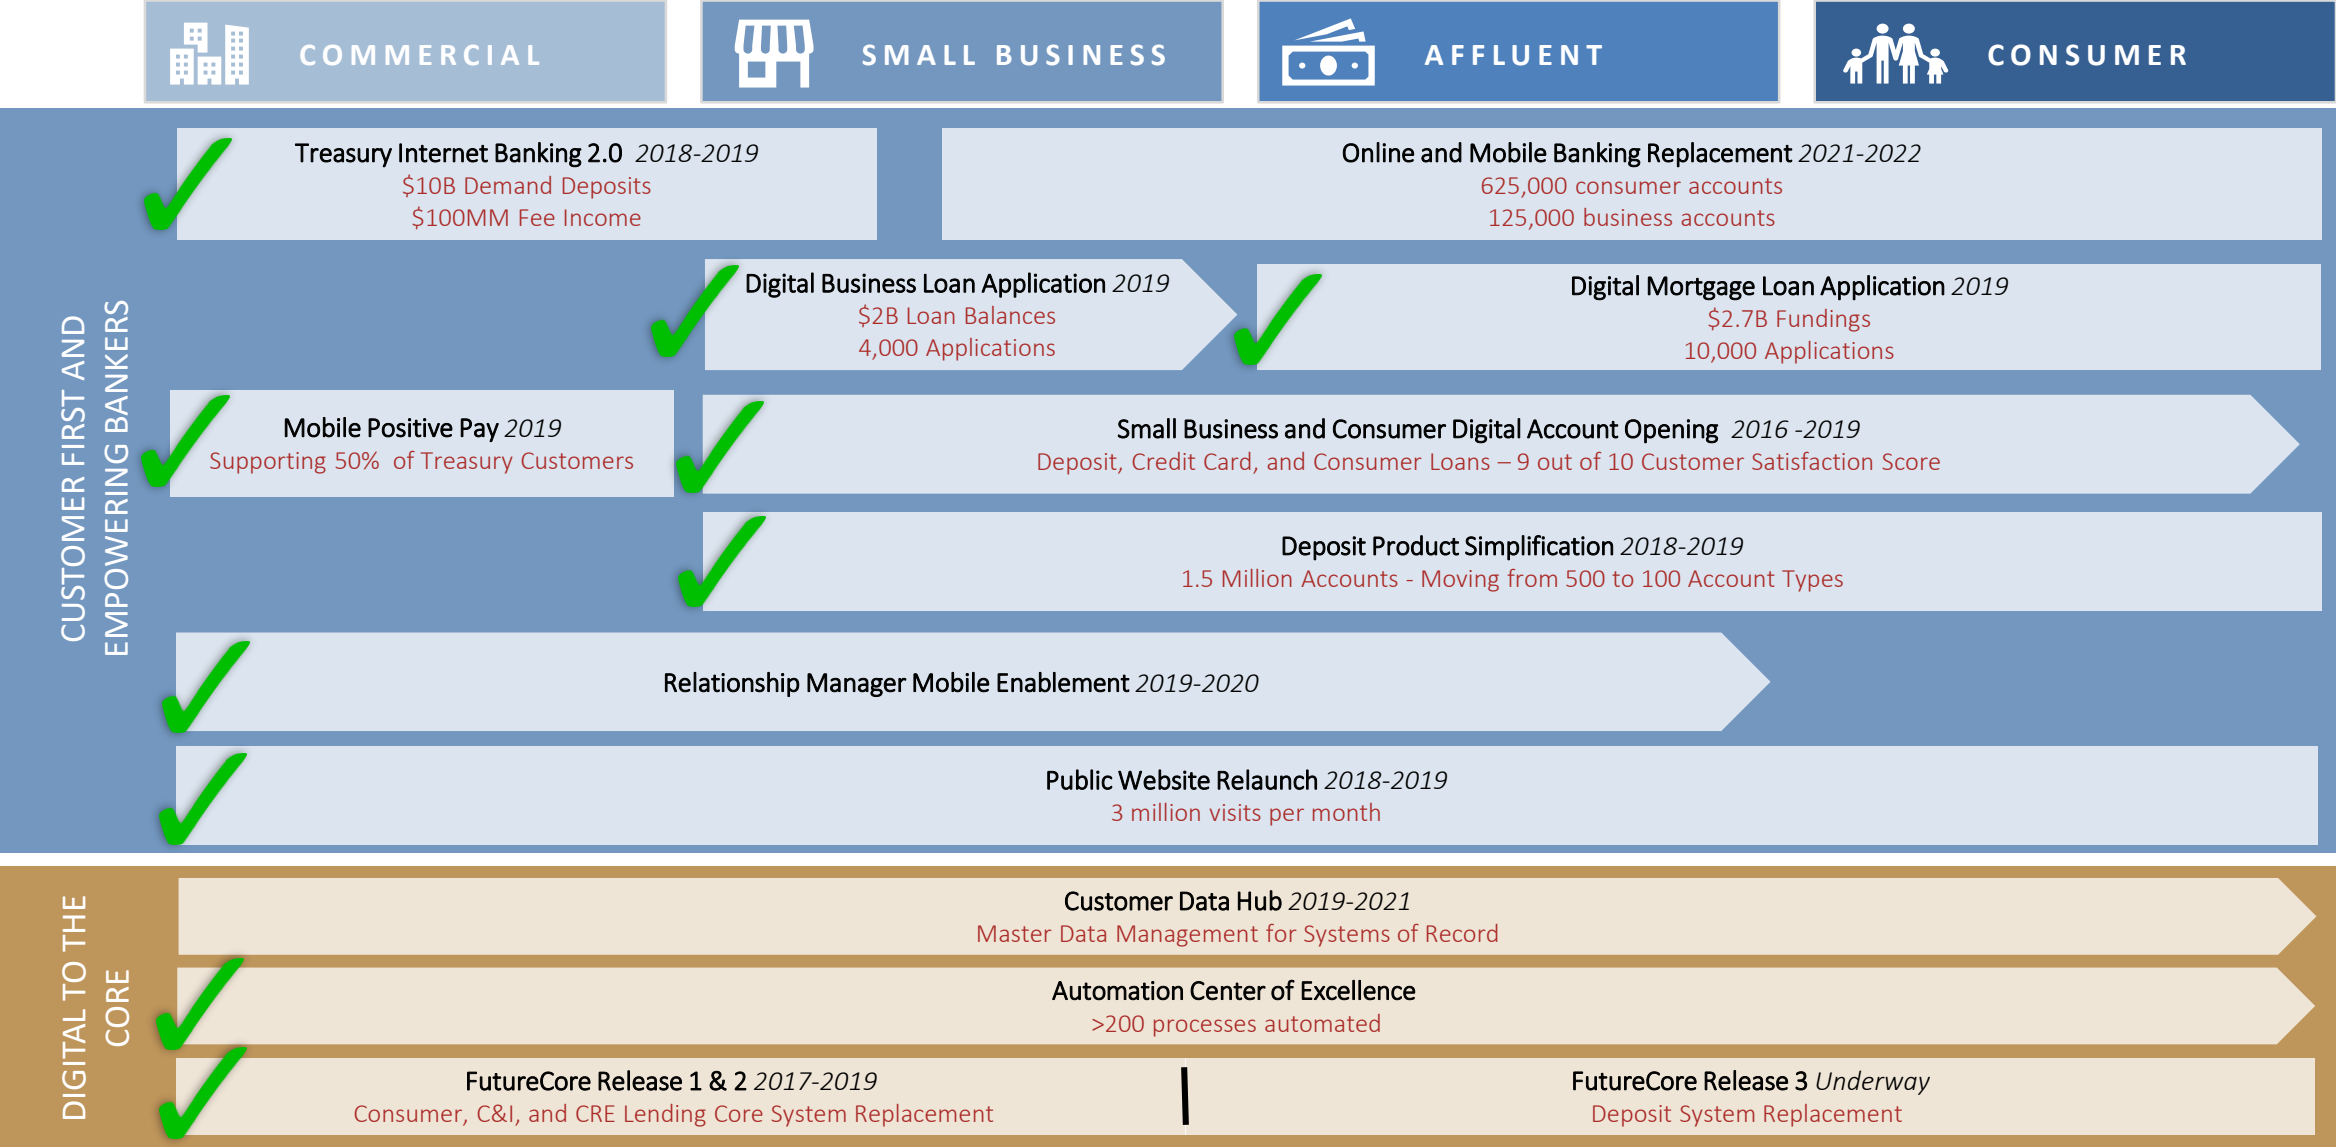 COMMERCIAL
SMALL BUSINESS
AFFLUENT
CONSUMER
CUSTOMER FIRST AND
EMPOWERING BANKERS
Treasury Internet Banking 2.0 2018-2019
$10B Demand Deposits
$100MM Fee Income
Online and Mobile Banking Replacement 2021-2022
625,000 consumer accounts
125,000 business accounts
Digital Business Loan Application 2019
$2B Loan Balances
4,000 Applications
Digital Mortgage Loan Application 2019
$2.7B Fundings
10,000 Applications
Mobile Positive Pay 2019
Supporting 50% of Treasury Customers
Small Business and Consumer Digital Account Opening 2016 -2019
Deposit, Credit Card, and Consumer Loans – 9 out of 10 Customer Satisfaction Score
Deposit Product Simplification 2018-2019
1.5 Million Accounts - Moving from 500 to 100 Account Types
Relationship Manager Mobile Enablement 2019-2020
Public Website Relaunch 2018-2019
3 million visits per month
DIGITAL TO THE
CORE
Customer Data Hub 2019-2021
Master Data Management for Systems of Record
Automation Center of Excellence
>200 processes automated
FutureCore Release 1 & 2 2017-2019
Consumer, C&I, and CRE Lending Core System Replacement
FutureCore Release 3 Underway
Deposit System Replacement